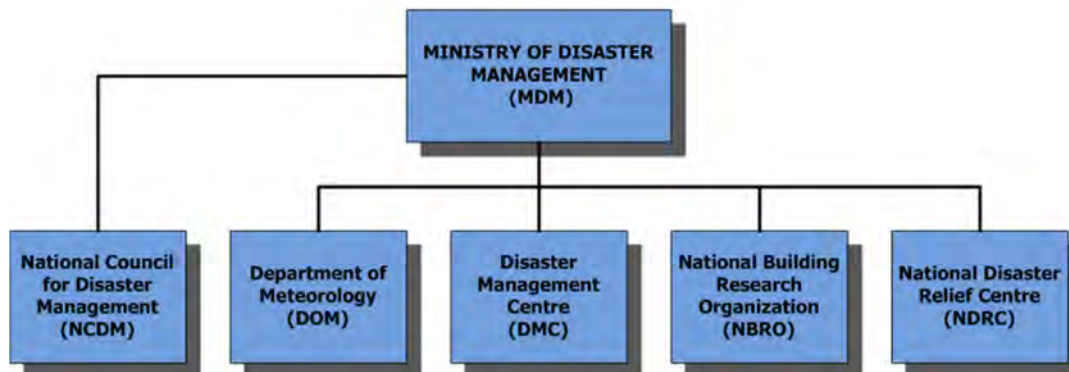 MINISTRY OF DISASTER
MANAGEMENT
(MDM)
National Council
for Disaster
Management
(NCDM)
Department of
Meteorology
(DOM)
Disaster
Management
Centre
(DMC)
National Building
Research
Organization
(NBRO)
National Disaster
Relief Centre
(NDRC)